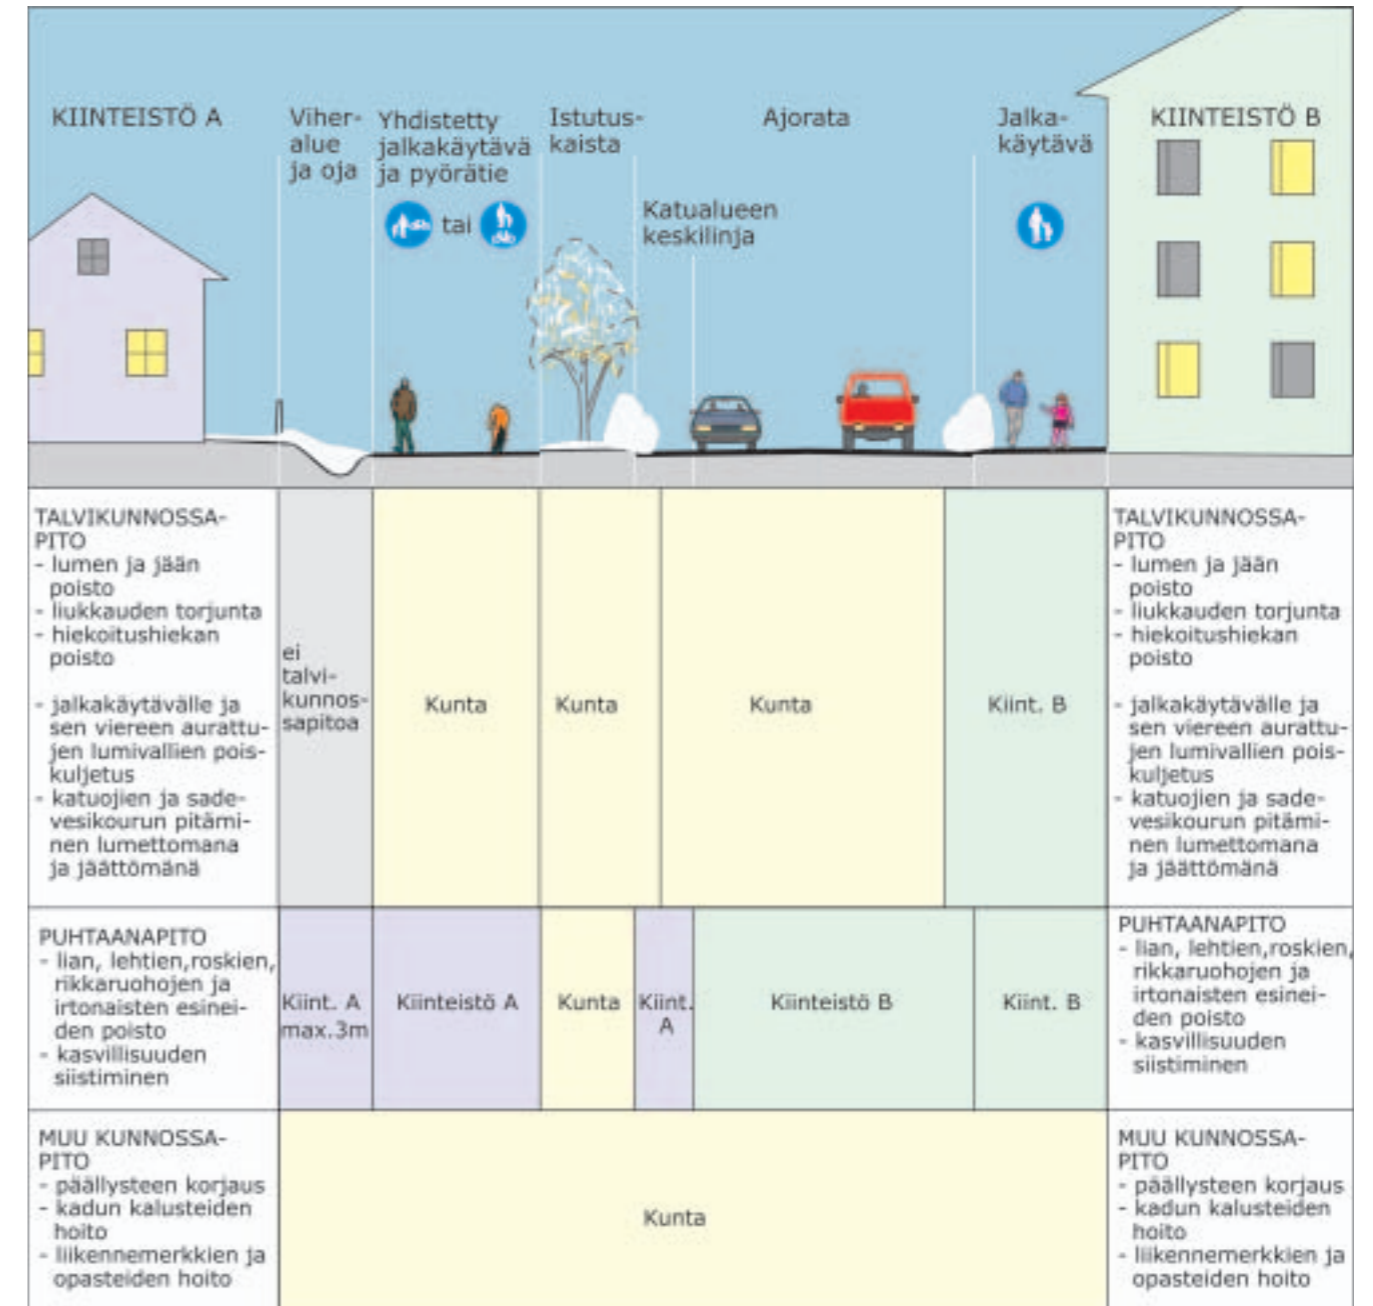 KIINTEISTÖ A
Viher-
alue
ja oja
Yhdistetty
jalkakäytävä
ja pyörätie
tai
Istutus-
kaista
Katualueen
keskilinja
Ajorata
Jalka-
käytävä
KIINTEISTÖ B
TALVIKUNNOSSA-
PITO
- lumen ja jään
poisto
- liukkauden torjunta
- hiekoitushiekan
poisto
- jalkakäytävälle ja
sen viereen aurattu-
jen lumivallien pois-
kuljetus
- katuojien ja sade-
vesikourun pitämi-
nen lumettomana
ja jäättömänä
ei
talvi-
kunnos-
sapitoa
Kunta
Kunta
Kunta
Kiint. B
TALVIKUNNOSSA-
PITO
- lumen ja jään
poisto
- liukkauden torjunta
- hiekoitushiekan
poisto
- jalkakäytävälle ja
sen viereen aurattu-
jen lumivallien pois-
kuljetus
- katuojien ja sade-
vesikourun pitämi-
nen lumettomana
ja jäättömänä
PUHTAANAPITO
- lian, lehtien,roskien,
rikkaruohojen ja
irtonaisten esinei-
den poisto
- kasvillisuuden
siistiminen
Kiint. A
max.3m
Kiinteistö A
Kunta
Kiint.
A
Kiinteistö B
Kiint. B
PUHTAANAPITO
- lian, lehtien,roskien,
rikkaruohojen ja
irtonaisten esinei-
den poisto
- kasvillisuuden
siistiminen
MUU KUNNOSSA-
PITO
- päällysteen korjaus
- kadun kalusteiden
hoito
- liikennemerkkien ja
opasteiden hoito
Kunta
MUU KUNNOSSA-
PITO
- päällysteen korjaus
- kadun kalusteiden
hoito
- liikennemerkkien ja
opasteiden hoito